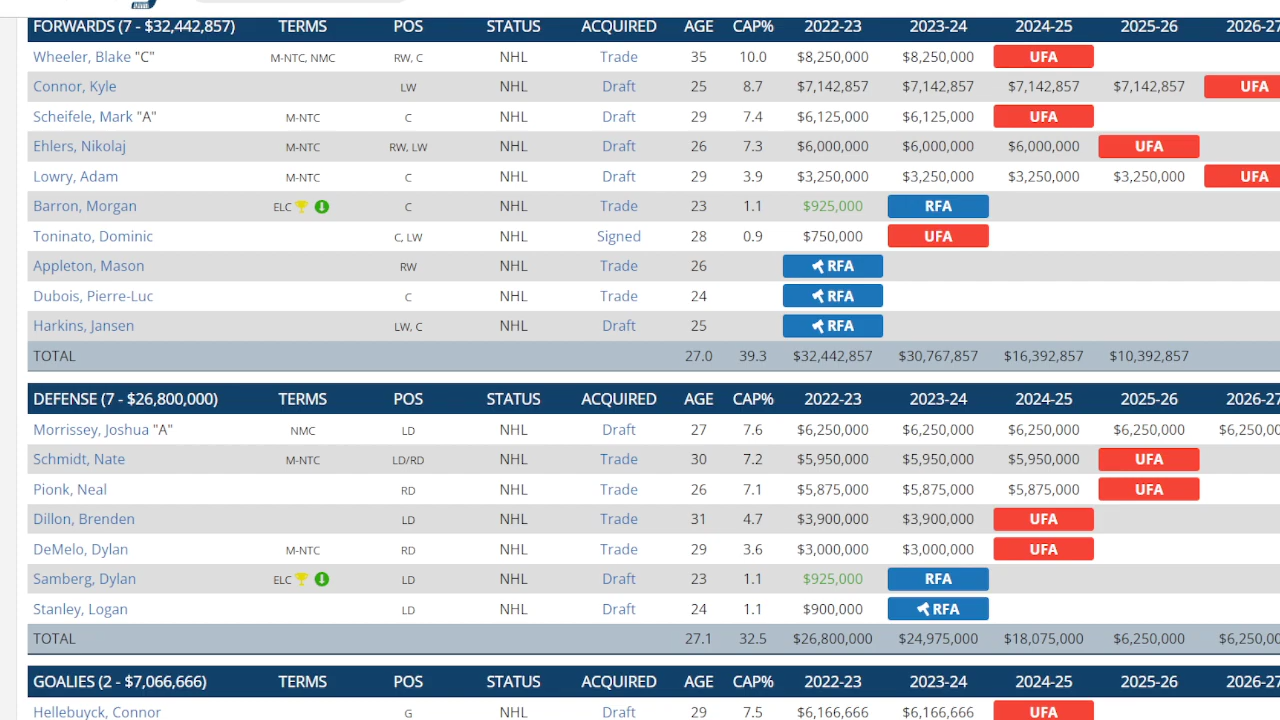 FORWARDS (7 - $32,442,857) TERMS POS STATUS ACQUIRED AGE CAP% 2022-23 2023-24 2024-25 2025-26 2026-27
Wheeler, Blake "C" M-NTC, NMC RW, C NHL Trade 35 10.0 $8,250,000 $8,250,000 UFA
Connor, Kyle LW NHL Draft 25 8.7 $7,142,857 $7,142,857 $7,142,857 $7,142,857 UFA
Scheifele, Mark "A" M-NTC C NHL Draft 29 7.4 $6,125,000 $6,125,000 UFA
Ehlers, Nikolaj M-NTC RW, LW NHL Draft 26 7.3 $6,000,000 $6,000,000 $6,000,000 UFA
Lowry, Adam M-NTC C NHL Draft 29 3.9 $3,250,000 $3,250,000 $3,250,000 $3,250,000 UFA
Barron, Morgan ELC C NHL Trade 23 1.1 $925,000 RFA
Toninato, Dominic C, LW NHL Signed 28 0.9 $750,000 UFA
Appleton, Mason RW NHL Trade 26 RFA
Dubois, Pierre-Luc C NHL Trade 24 RFA
Harkins, Jansen LW, C NHL Draft 25 RFA
TOTAL 27.0 39.3 $32,442,857 $30,767,857 $16,392,857 $10,392,857
DEFENSE (7 - $26,800,000) TERMS POS STATUS ACQUIRED AGE CAP% 2022-23 2023-24 2024-25 2025-26 2026-27
Morrissey, Joshua "A" NMC LD NHL Draft 27 7.6 $6,250,000 $6,250,000 $6,250,000 $6,250,000 $6,250,00
Schmidt, Nate M-NTC LD/RD NHL Trade 30 7.2 $5,950,000 $5,950,000 $5,950,000 UFA
Pionk, Neal RD NHL Trade 26 7.1 $5,875,000 $5,875,000 $5,875,000 UFA
Dillon, Brenden LD NHL Trade 31 4.7 $3,900,000 $3,900,000 UFA
DeMelo, Dylan M-NTC RD NHL Trade 29 3.6 $3,000,000 $3,000,000 UFA
Samberg, Dylan ELC LD NHL Draft 23 1.1 $925,000 RFA
Stanley, Logan LD NHL Draft 24 1.1 $900,000 RFA
TOTAL 27.1 32.5 $26,800,000 $24,975,000 $18,075,000 $6,250,000 $6,250,00
GOALIES (2 - $7,066,666) TERMS POS STATUS ACQUIRED AGE CAP% 2022-23 2023-24 2024-25 2025-26 2026-27
Hellebuyck, Connor G NHL Draft 29 7.5 $6,166,666 $6,166,666 UFA